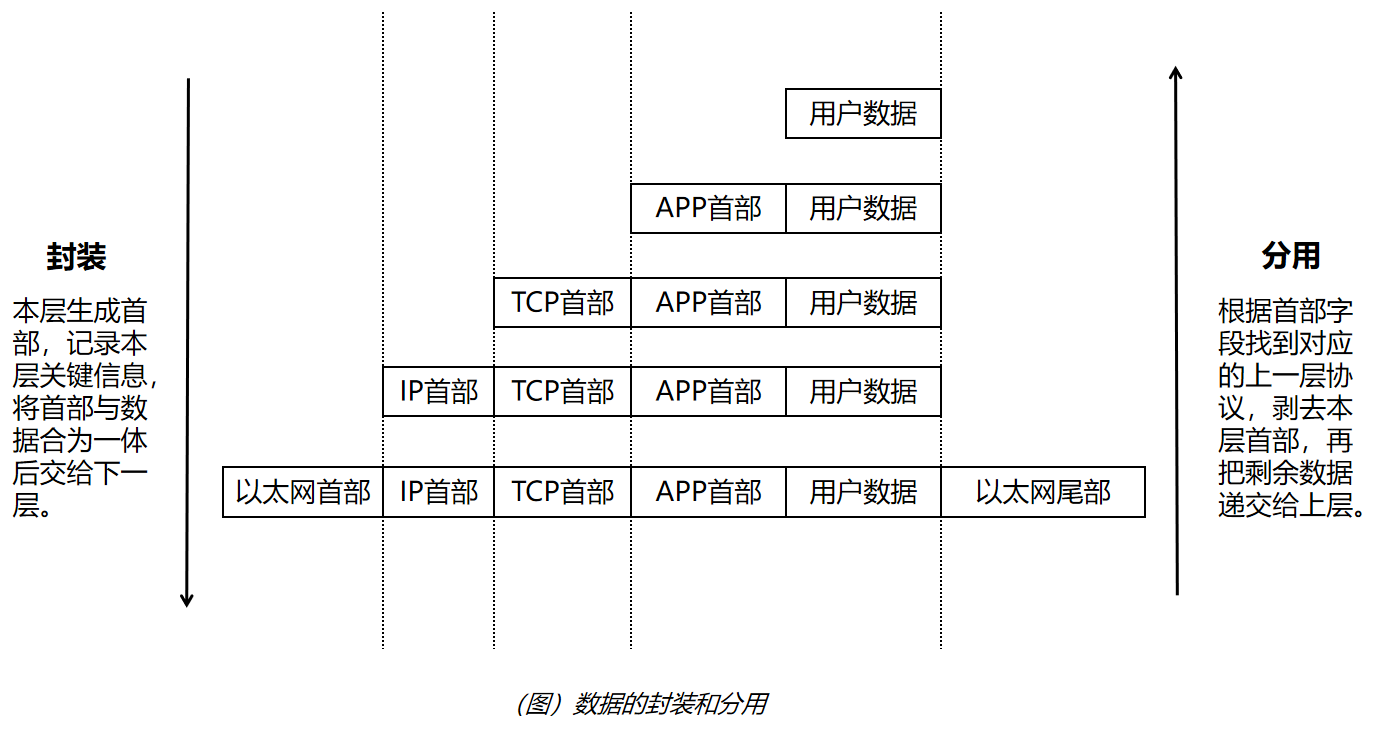 用户数据
APP首部 用户数据
封装
本层生成首
部，记录本
层关键信息，
将首部与数
据合为一体
后交给下一
层。
TCP首部 APP首部 用户数据
IP首部 TCP首部 APP首部 用户数据
以太网首部 IP首部 TCP首部 APP首部 用户数据 以太网尾部
分用
根据首部字
段找到对应
的上一层协
议，剥去本
层首部，再
把剩余数据
递交给上层。
（图）数据的封装和分用